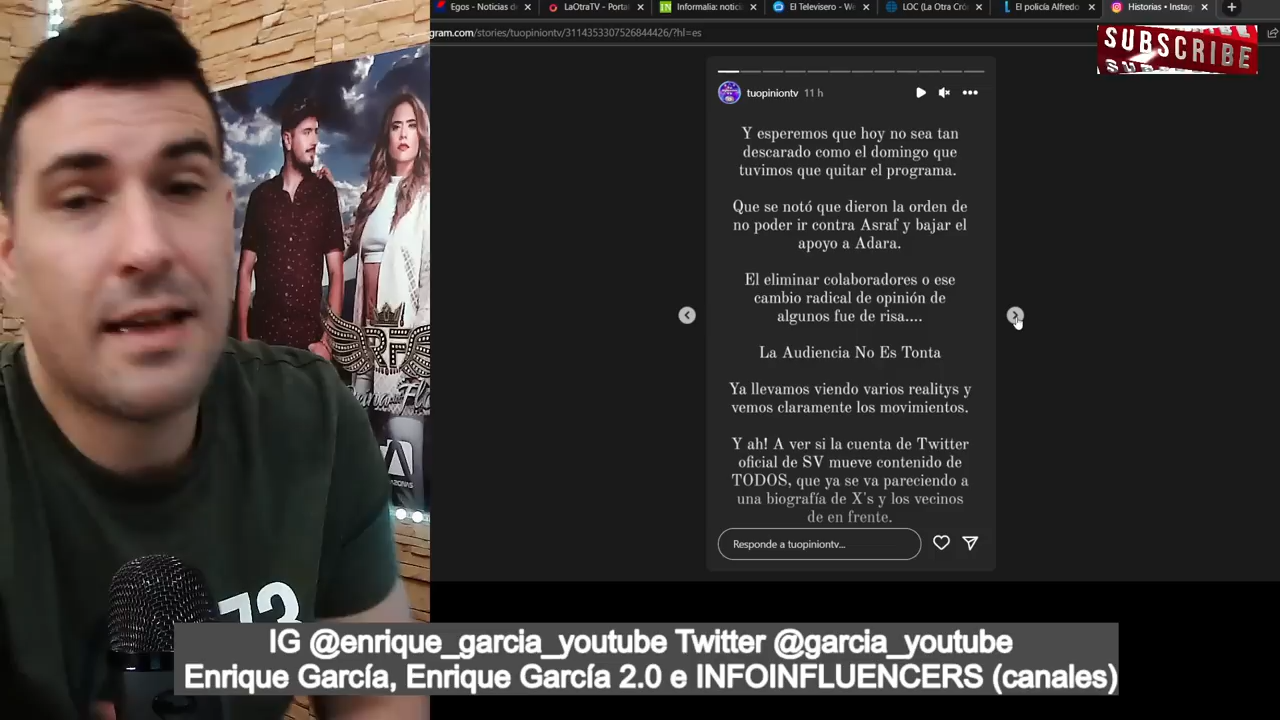 Egos - Noticias de
LaOtraTV - Portal
Informalia: notici
El Televisero - We
LOC (La Otra Cró
El policía Alfredo
Historias • Instag
gram.com/stories/tuopiniontv/3114353307526844426/?hl=es
SUBSCRIBE
tuopiniontv 11 h
Y esperemos que hoy no sea tan
descarado como el domingo que
tuvimos que quitar el programa.
Que se notó que dieron la orden de
no poder ir contra Asraf y bajar el
apoyo a Adara.
El eliminar colaboradores o ese
cambio radical de opinión de
algunos fue de risa....
La Audiencia No Es Tonta
Ya llevamos viendo varios realitys y
vemos claramente los movimientos.
Y ah! A ver si la cuenta de Twitter
oficial de SV mueve contenido de
TODOS, que ya se va pareciendo a
una biografía de X's y los vecinos
de en frente.
Responde a tuopiniontv...
RF
73
IG @enrique_garcia_youtube Twitter @garcia_youtube
Enrique García, Enrique García 2.0 e INFOINFLUENCERS (canales)